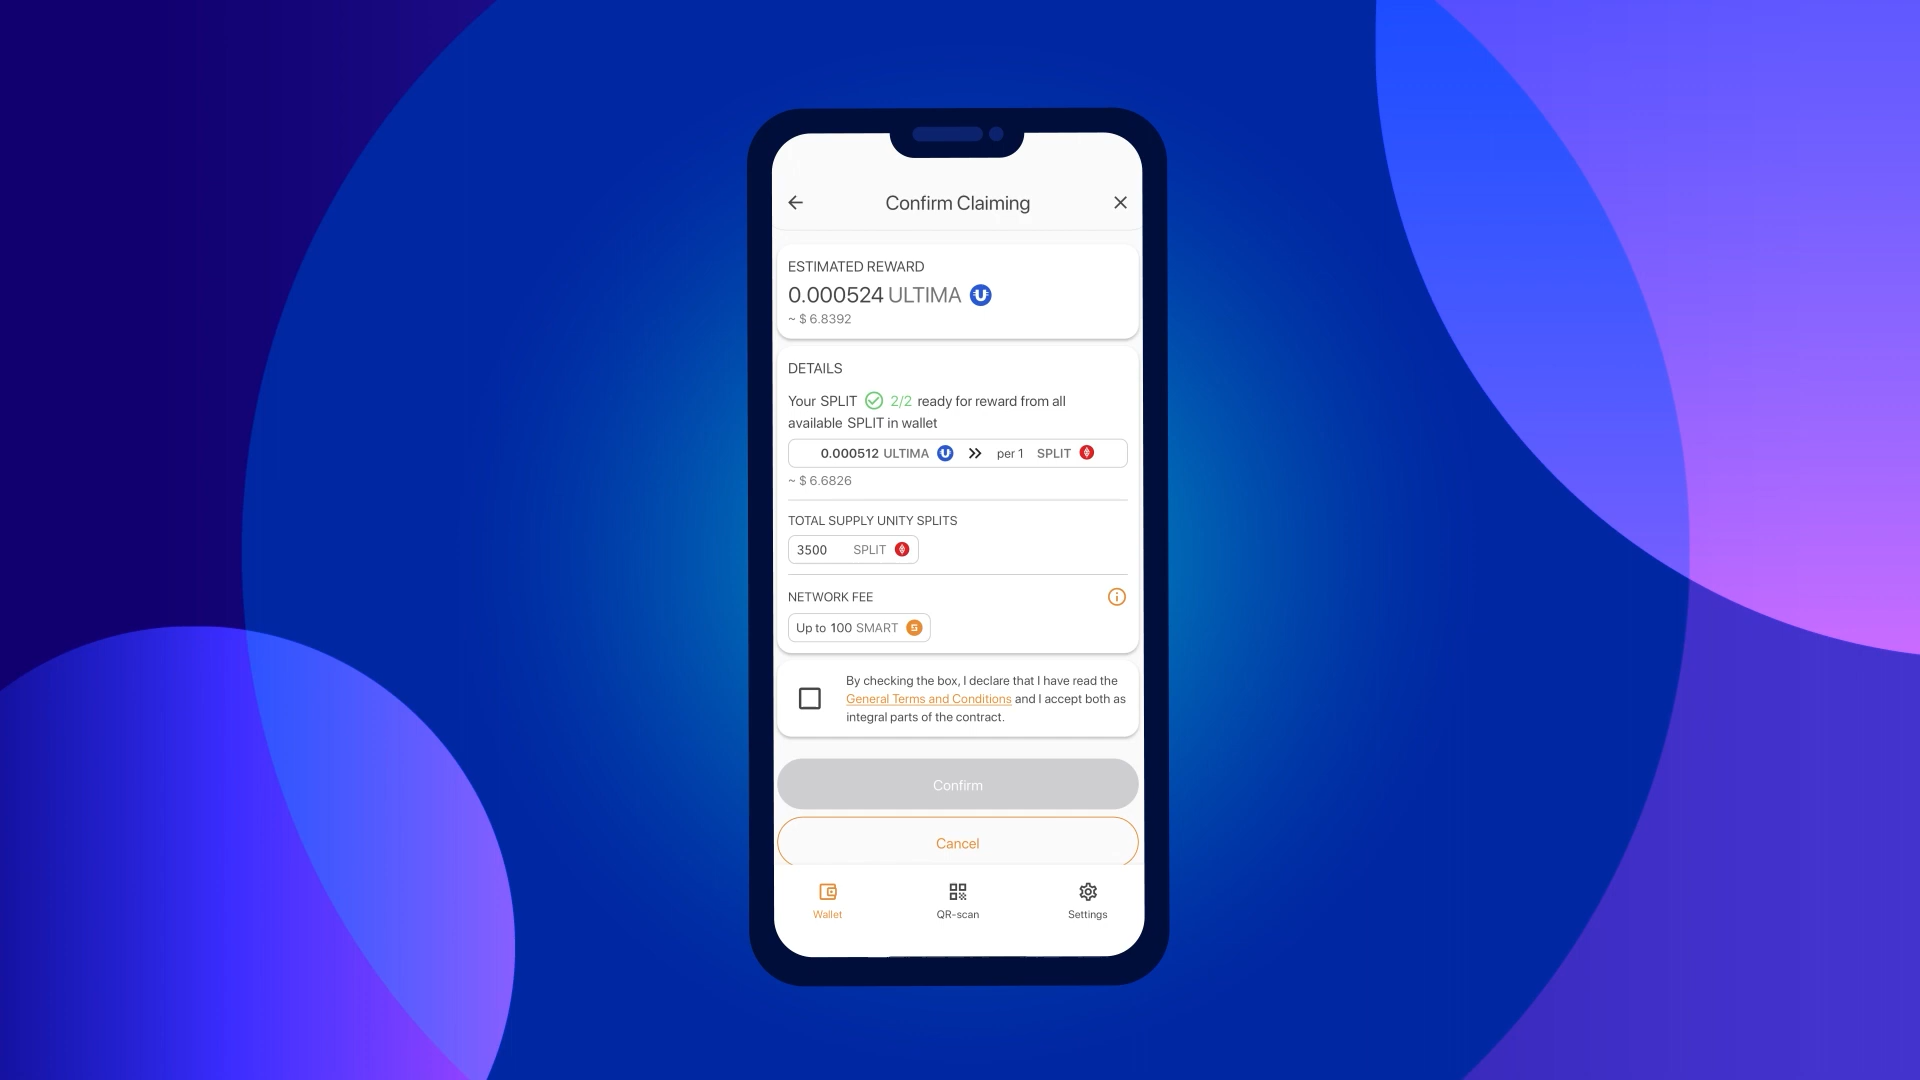 Confirm Claiming
ESTIMATED REWARD
0.000524 ULTIMA
~ $ 6.8392
DETAILS
Your SPLIT 2/2 ready for reward from all
available SPLIT in wallet
0.000512 ULTIMA per 1 SPLIT
~ $ 6.6826
TOTAL SUPPLY UNITY SPLITS
3500 SPLIT
NETWORK FEE
Up to 100 SMART
By checking the box, I declare that I have read the
General Terms and Conditions and I accept both as
integral parts of the contract.
Confirm
Cancel
Wallet QR-scan Settings